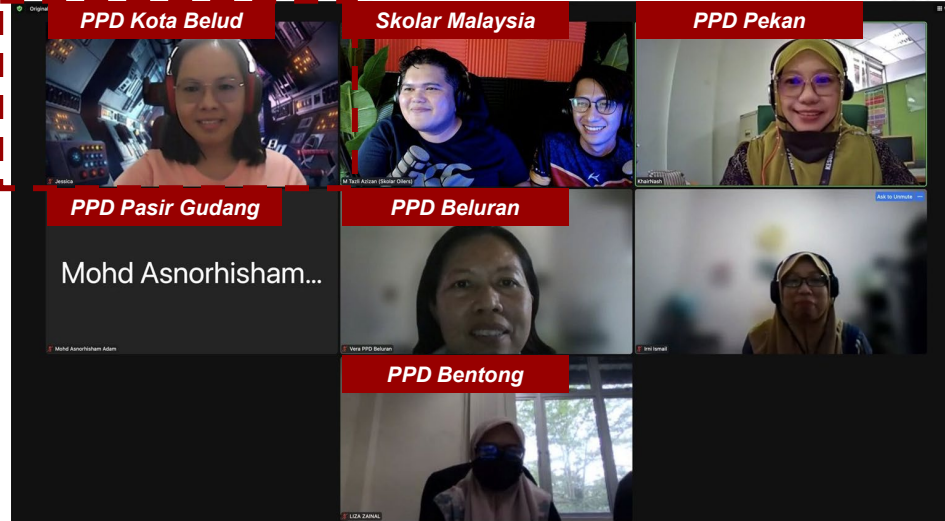 Original
PPD Kota Belud
Skolar Malaysia
PPD Pekan
Jessica
M Tazli Azizan (Skolar Oilers)
KhairNash
PPD Pasir Gudang
PPD Beluran
Ask to Unmute
Mohd Asnorhisham...
Mohd Asnorhisham Adam
Vera PPD Beluran
Irni Ismail
PPD Bentong
LIZA ZAINAL